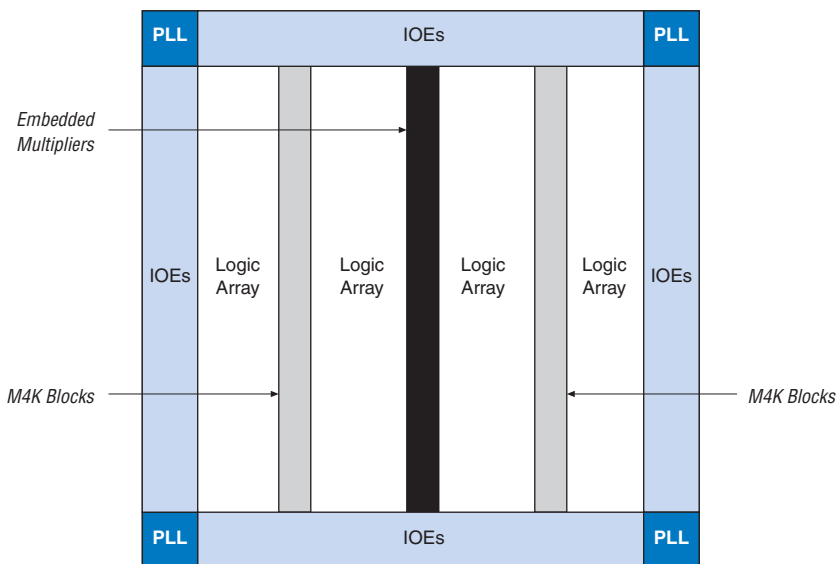 PLL
IOEs
PLL
Embedded
Multipliers
IOEs
Logic
Array
Logic
Array
Logic
Array
Logic
Array
IOEs
M4K Blocks
M4K Blocks
PLL
IOEs
PLL